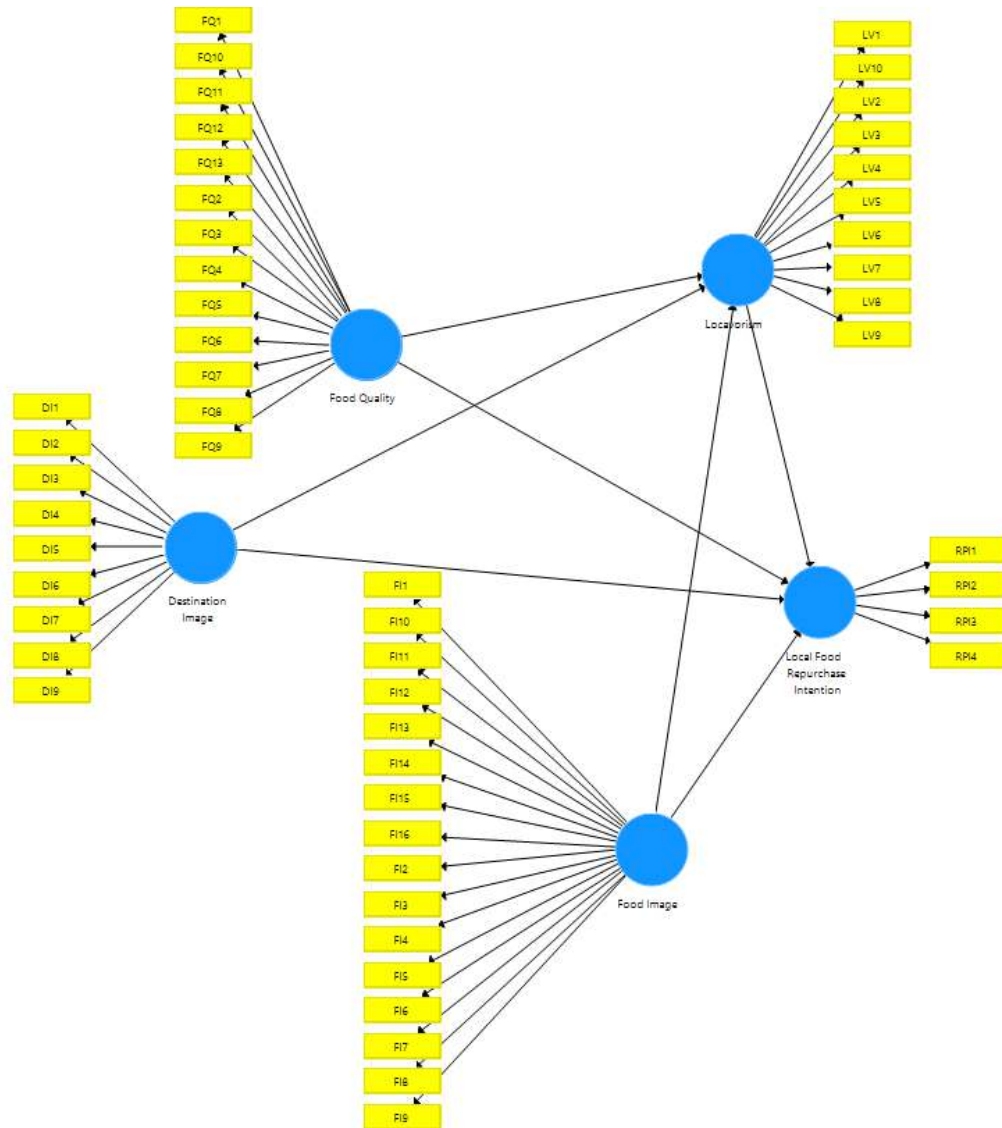 FQ1
FQ10
FQ11
FQ12
FQ13
FQ2
FQ3
FQ4
FQ5
FQ6
FQ7
FQ8
FQ9
Food Quality
LV1
LV10
LV2
LV3
LV4
LV5
LV6
LV7
LV8
LV9
Locavorism
DI1
DI2
DI3
DI4
DI5
DI6
DI7
DI8
DI9
Destination
Image
RPI1
RPI2
RPI3
RPI4
Local Food
Repurchase
Intention
FI1
FI10
FI11
FI12
FI13
FI14
FI15
FI16
FI2
FI3
FI4
FI5
FI6
FI7
FI8
FI9
Food Image